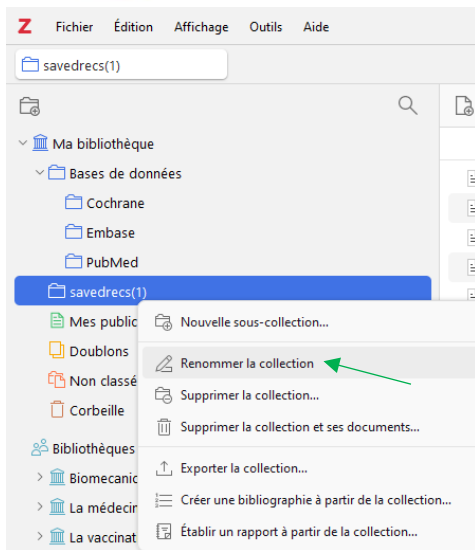 Z Fichier Édition Affichage Outils Aide
savedrecs(1)
Ma bibliothèque
Bases de données
Cochrane
Embase
PubMed
savedrecs(1)
Mes public
Nouvelle sous-collection...
Doublons
Renommer la collection
Non classé
Supprimer la collection...
Corbeille
Supprimer la collection et ses documents...
Bibliothèques
Exporter la collection...
Biomecanic
Créer une bibliographie à partir de la collection...
La médecin
Établir un rapport à partir de la collection...
La vaccinat